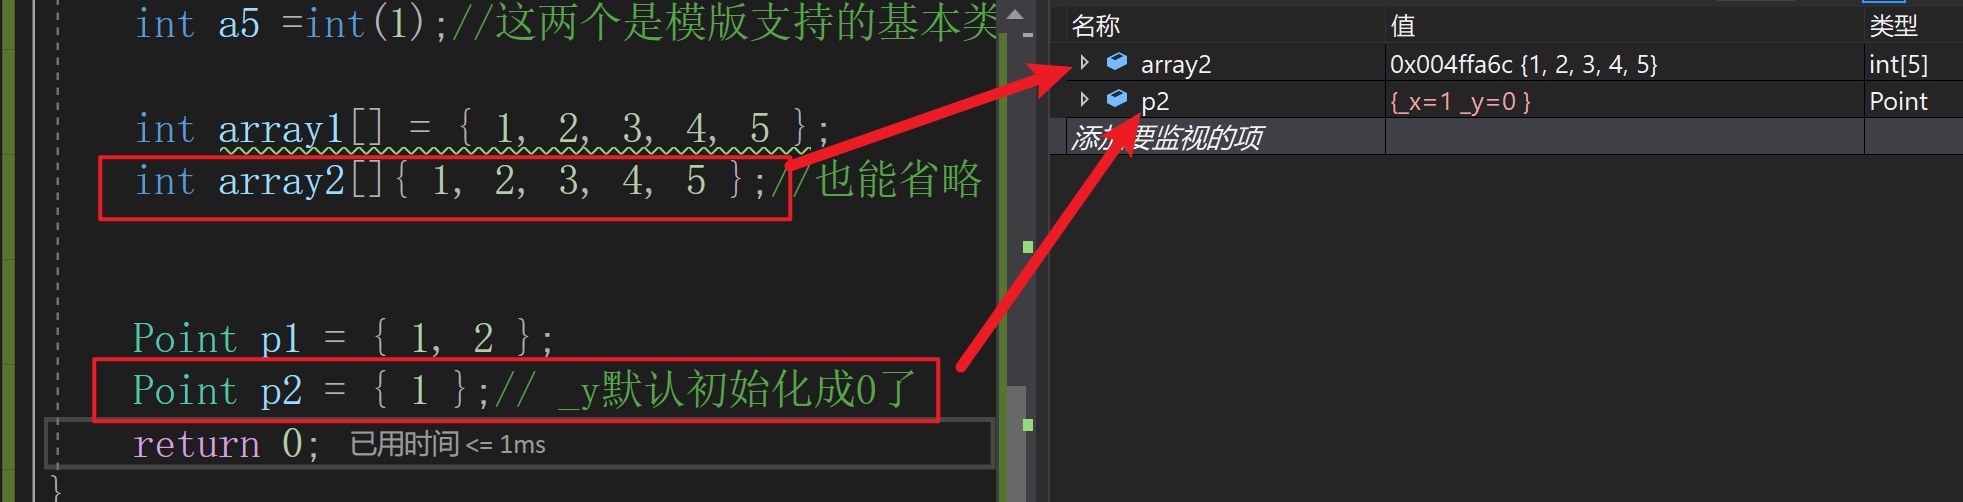 int a5 =int(1);//这两个是模版支持的基本类
int array1[] = { 1, 2, 3, 4, 5 };
int array2[]{ 1, 2, 3, 4, 5 };//也能省略
Point p1 = { 1, 2 };
Point p2 = { 1 };// _y默认初始化成0了
return 0; 已用时间 <= 1ms
}
名称 值 类型
array2 0x004ffa6c {1, 2, 3, 4, 5} int[5]
p2 {_x=1 _y=0 } Point
添加要监视的项